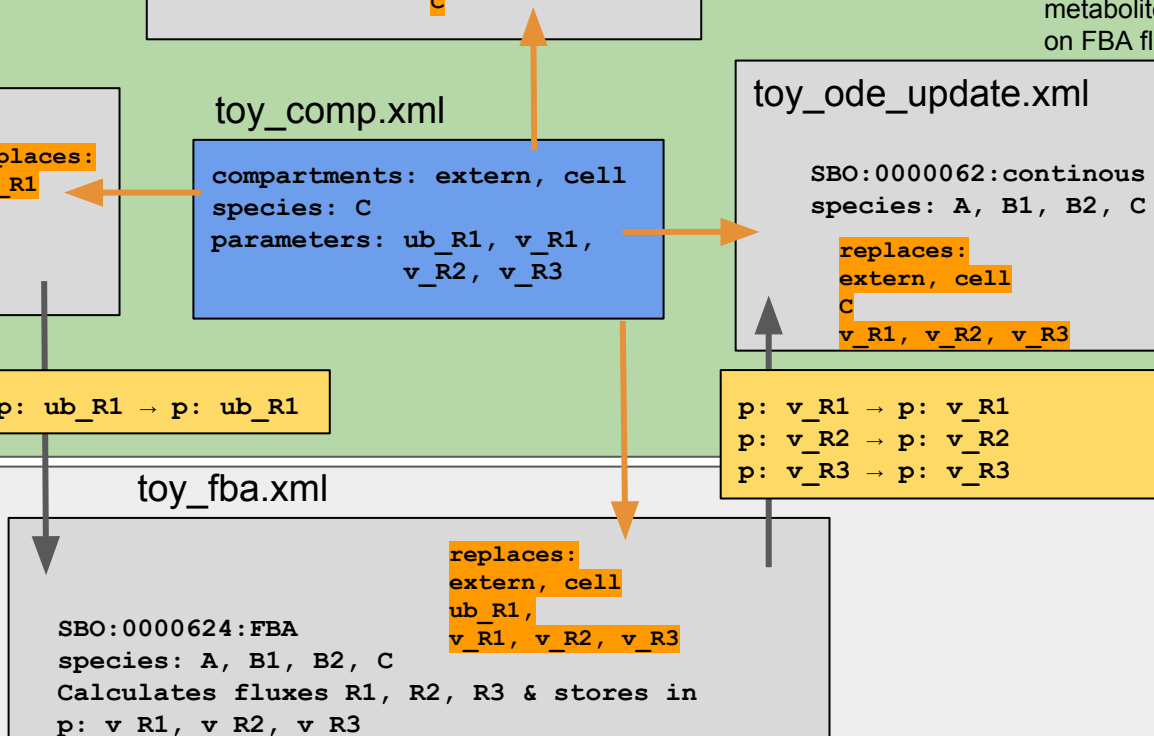 C
metabolite
on FBA fl
toy_comp.xml
toy_ode_update.xml
places:
_R1
compartments: extern, cell
species: C
parameters: ub_R1, v_R1,
v_R2, v_R3
SBO:0000062:continous
species: A, B1, B2, C
replaces:
extern, cell
C
v_R1, v_R2, v_R3
p: ub_R1 → p: ub_R1
p: v_R1 → p: v_R1
p: v_R2 → p: v_R2
p: v_R3 → p: v_R3
toy_fba.xml
replaces:
extern, cell
ub_R1,
v_R1, v_R2, v_R3
SBO:0000624:FBA
species: A, B1, B2, C
Calculates fluxes R1, R2, R3 & stores in
p: v_R1, v_R2, v_R3